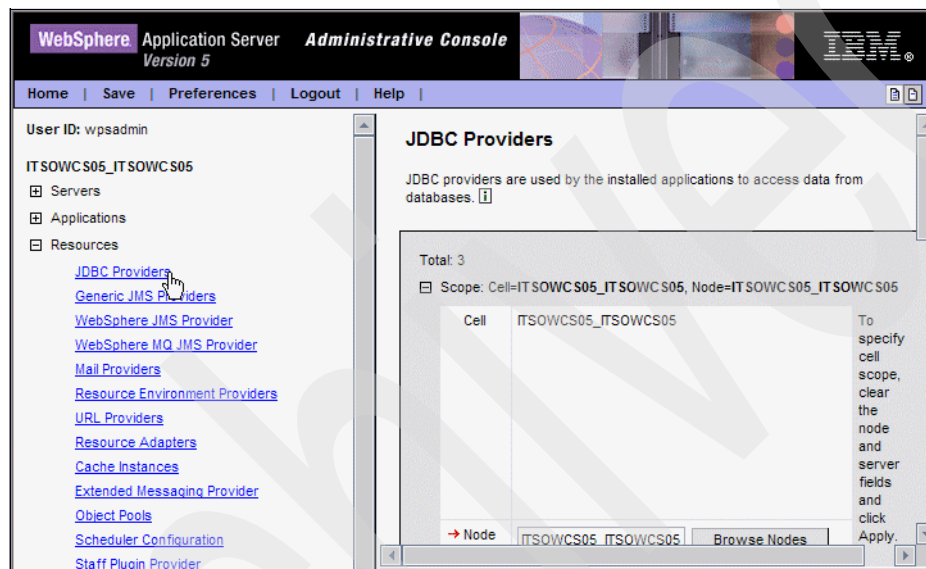 WebSphere Application Server Administrative Console
Version 5
IBM®
Home | Save | Preferences | Logout | Help |
User ID: wpsadmin
ITSOWCS05_ITSOWCS05
Servers
Applications
Resources
JDBC Providers
Generic JMS Providers
WebSphere JMS Provider
WebSphere MQ JMS Provider
Mail Providers
Resource Environment Providers
URL Providers
Resource Adapters
Cache Instances
Extended Messaging Provider
Object Pools
Scheduler Configuration
Staff Plugin Provider
JDBC Providers
JDBC providers are used by the installed applications to access data from
databases. i
Total: 3
Scope: Cell=ITSOWCS05_ITSOWCS05, Node=ITSOWCS05_ITSOWCS05
Cell ITSOWCS05_ITSOWCS05
To
specify
cell
scope,
clear
the
node
and
server
fields
and
click
Apply.
Node ITSOWCS05_ITSOWCS05 Browse Nodes